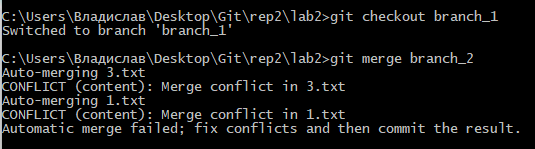 C:\Users\Владислав\Desktop\Git\rep2\lab2>git checkout branch_1
Switched to branch 'branch_1'
C:\Users\Владислав\Desktop\Git\rep2\lab2>git merge branch_2
Auto-merging 3.txt
CONFLICT (content): Merge conflict in 3.txt
Auto-merging 1.txt
CONFLICT (content): Merge conflict in 1.txt
Automatic merge failed; fix conflicts and then commit the result.